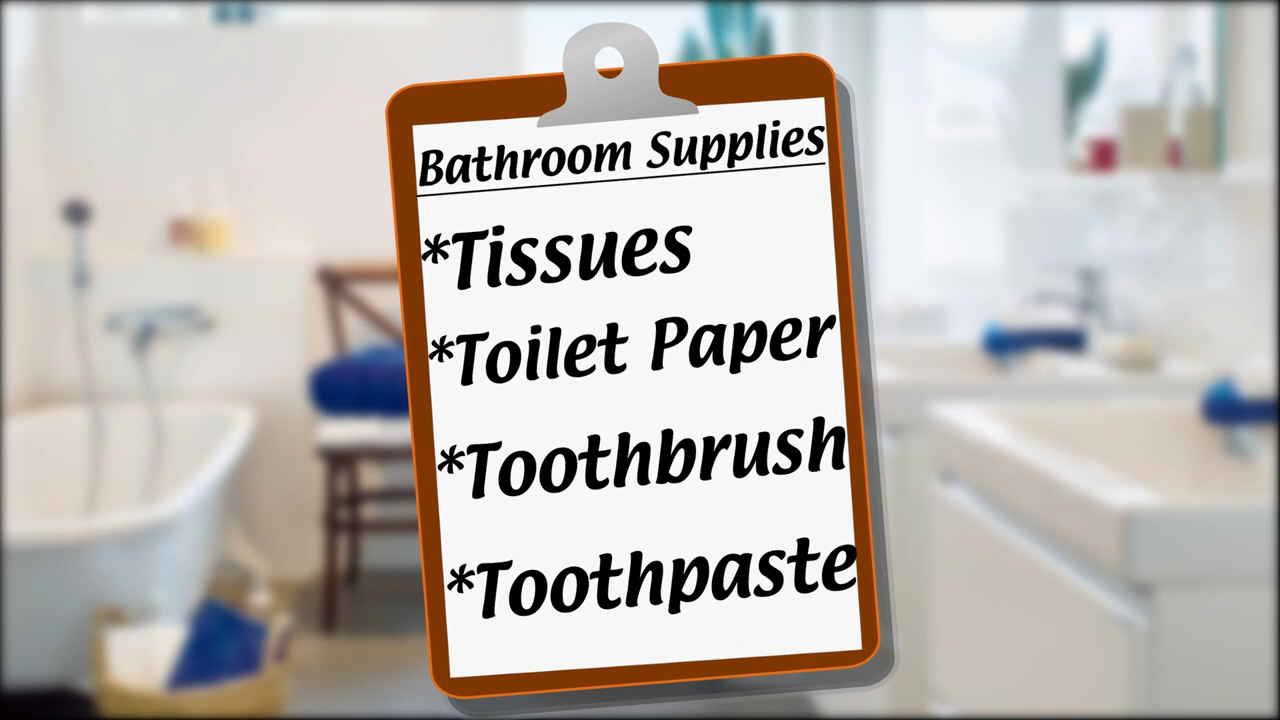 Bathroom Supplies
*Tissues
*Toilet Paper
*Toothbrush
*Toothpaste